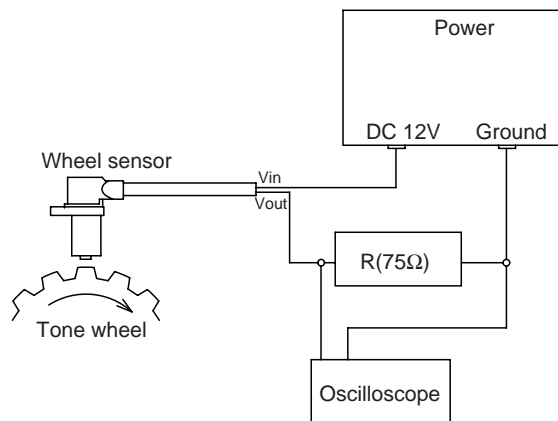 Power
DC 12V Ground
Wheel sensor
Vin
Vout
R(75Ω)
Tone wheel
Oscilloscope